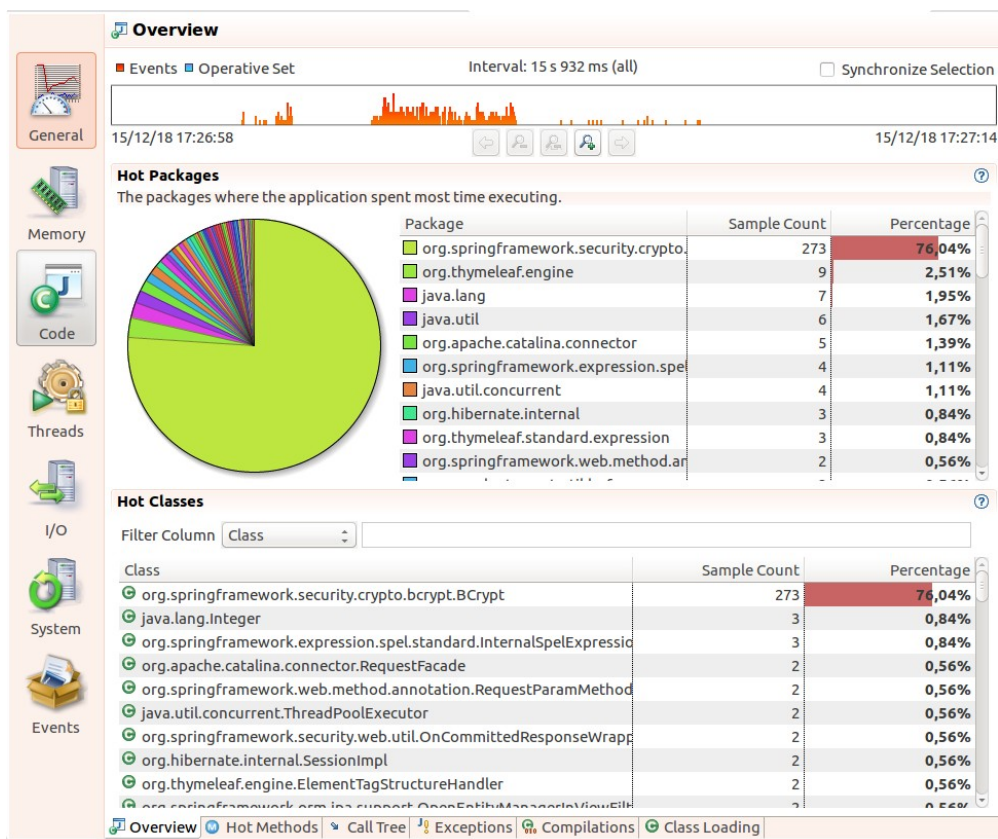 Overview
Events Operative Set Interval: 15 s 932 ms (all) Synchronize Selection
15/12/18 17:26:58 15/12/18 17:27:14
General
Memory
Code
Threads
I/O
System
Events
Hot Packages
The packages where the application spent most time executing.
Package Sample Count Percentage
org.springframework.security.crypto. 273 76,04%
org.thymeleaf.engine 9 2,51%
java.lang 7 1,95%
java.util 6 1,67%
org.apache.catalina.connector 5 1,39%
org.springframework.expression.spel 4 1,11%
java.util.concurrent 4 1,11%
org.hibernate.internal 3 0,84%
org.thymeleaf.standard.expression 3 0,84%
org.springframework.web.method.an 2 0,56%
Hot Classes
Filter Column Class
Class Sample Count Percentage
org.springframework.security.crypto.bcrypt.BCrypt 273 76,04%
java.lang.Integer 3 0,84%
org.springframework.expression.spel.standard.InternalSpelExpressio 3 0,84%
org.apache.catalina.connector.RequestFacade 2 0,56%
org.springframework.web.method.annotation.RequestParamMethod 2 0,56%
java.util.concurrent.ThreadPoolExecutor 2 0,56%
org.springframework.security.web.util.OnCommittedResponseWrapp 2 0,56%
org.hibernate.internal.SessionImpl 2 0,56%
org.thymeleaf.engine.ElementTagStructureHandler 2 0,56%
org.springframework.orm.jpa.support.OpenEntityManagerInViewFilt 2 0,56%
Overview Hot Methods Call Tree Exceptions Compilations Class Loading